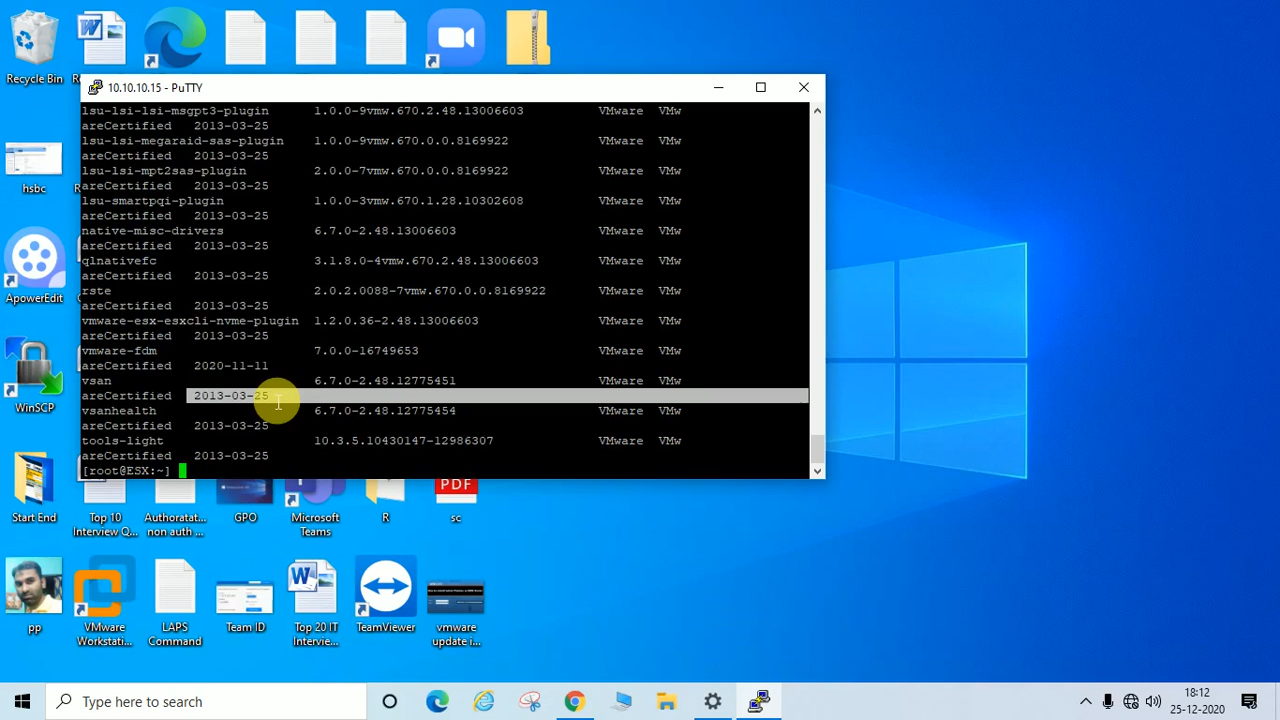 Recycle Bin
10.10.10.15 - PuTTY
lsu-lsi-lsi-msgpt3-plugin 1.0.0-9vmw.670.2.48.13006603 VMware VMw
areCertified 2013-03-25
lsu-lsi-megaraid-sas-plugin 1.0.0-9vmw.670.0.0.8169922 VMware VMw
areCertified 2013-03-25
lsu-lsi-mpt2sas-plugin 2.0.0-7vmw.670.0.0.8169922 VMware VMw
areCertified 2013-03-25
lsu-smartpqi-plugin 1.0.0-3vmw.670.1.28.10302608 VMware VMw
areCertified 2013-03-25
native-misc-drivers 6.7.0-2.48.13006603 VMware VMw
areCertified 2013-03-25
qlnativefc 3.1.8.0-4vmw.670.2.48.13006603 VMware VMw
areCertified 2013-03-25
rste 2.0.2.0088-7vmw.670.0.0.8169922 VMware VMw
areCertified 2013-03-25
vmware-esx-esxcli-nvme-plugin 1.2.0.36-2.48.13006603 VMware VMw
areCertified 2013-03-25
vmware-fdm 7.0.0-16749653 VMware VMw
areCertified 2020-11-11
vsan 6.7.0-2.48.12775451 VMware VMw
areCertified 2013-03-25
vsanhealth 6.7.0-2.48.12775454 VMware VMw
areCertified 2013-03-25
tools-light 10.3.5.10430147-12986307 VMware VMw
areCertified 2013-03-25
[root@ESX:~]
hsbc
ApowerEdit
WinSCP
Start End
Top 10
Interview Q...
Authoratat...
non auth ...
GPO
Microsoft
Teams
R
PDF
sc
pp
VMware
Workstati...
LAPS
Command
Team ID
Top 20 IT
Intervie...
TeamViewer
vmware
update i...
Type here to search
18:12
25-12-2020